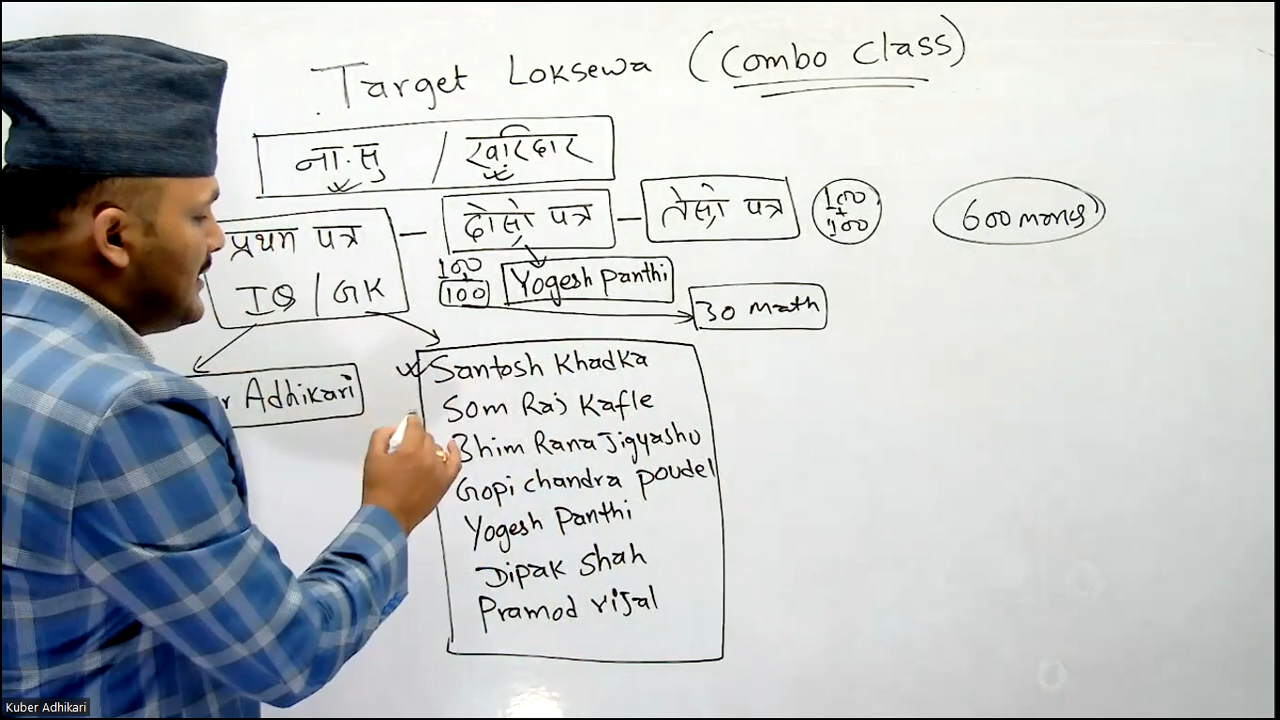 Target Loksewa (Combo Class)
ना.सु / खरिदार
प्रथम पत्र - दोस्रो पत्र - तेस्रो पत्र 100 + 100
IQ / GK
100 + 100
Yogesh Panthi
30 Math
Adhikari
Santosh Khadka
Som Raj Kafle
Bhim Rana Jigyashu
Gopi chandra poudel
Yogesh Panthi
Dipak Shah
Pramod rijal
Kuber Adhikari